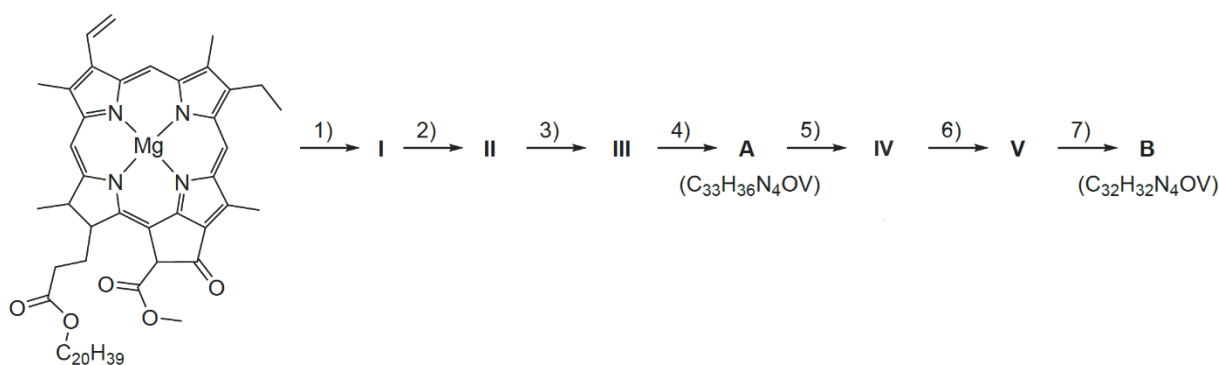 N N
Mg
N N
O
O
C₂₀H₃₉
O
O
O
1) I 2) II 3) III 4) A 5) IV 6) V 7) B
(C₃₃H₃₆N₄OV) (C₃₂H₃₂N₄OV)